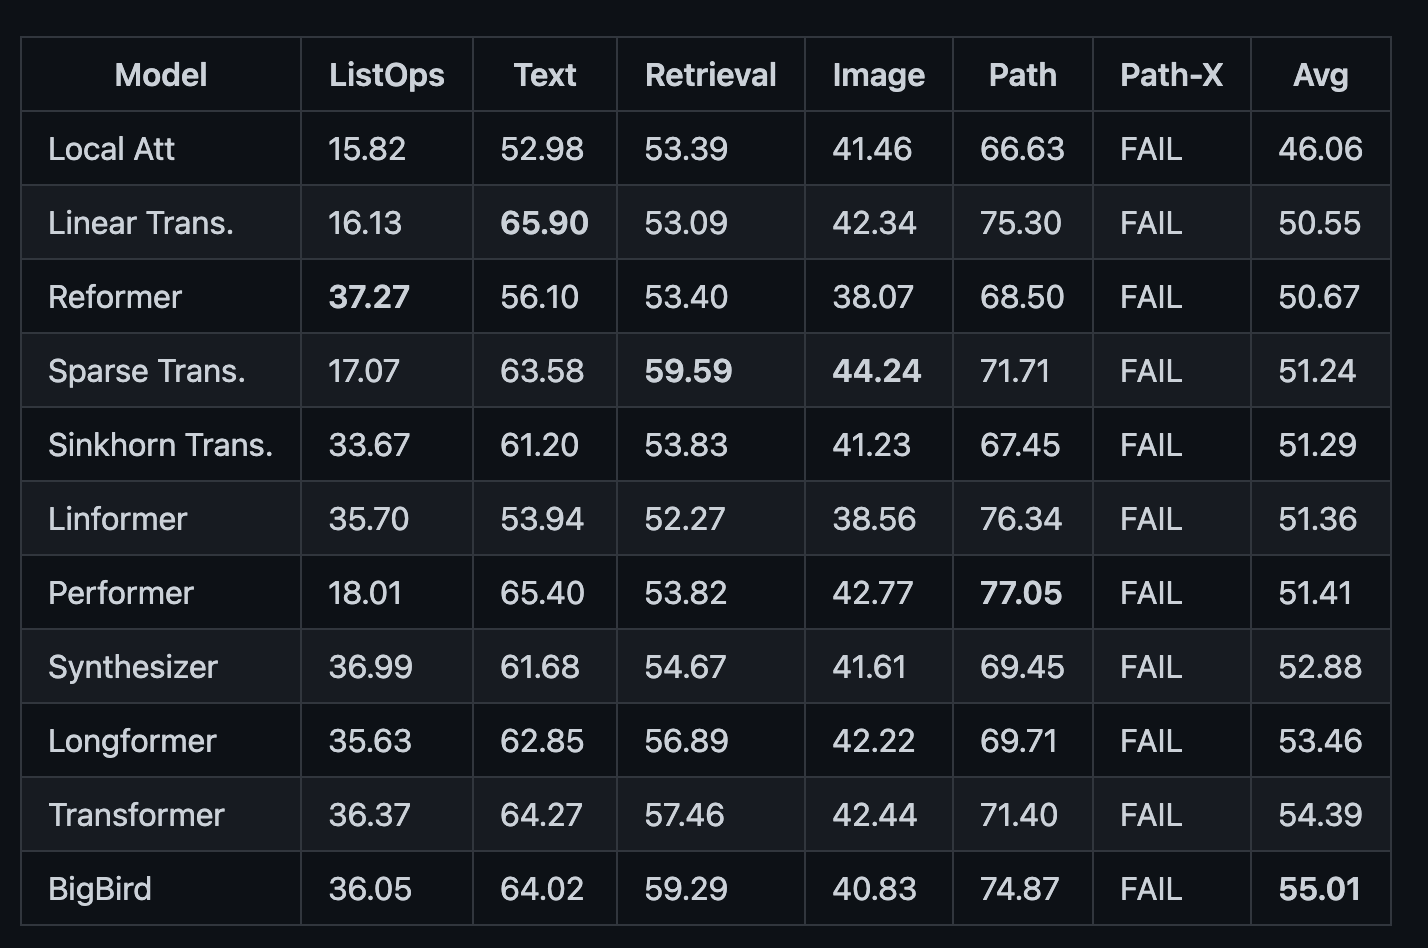 Model ListOps Text Retrieval Image Path Path-X Avg
Local Att 15.82 52.98 53.39 41.46 66.63 FAIL 46.06
Linear Trans. 16.13 65.90 53.09 42.34 75.30 FAIL 50.55
Reformer 37.27 56.10 53.40 38.07 68.50 FAIL 50.67
Sparse Trans. 17.07 63.58 59.59 44.24 71.71 FAIL 51.24
Sinkhorn Trans. 33.67 61.20 53.83 41.23 67.45 FAIL 51.29
Linformer 35.70 53.94 52.27 38.56 76.34 FAIL 51.36
Performer 18.01 65.40 53.82 42.77 77.05 FAIL 51.41
Synthesizer 36.99 61.68 54.67 41.61 69.45 FAIL 52.88
Longformer 35.63 62.85 56.89 42.22 69.71 FAIL 53.46
Transformer 36.37 64.27 57.46 42.44 71.40 FAIL 54.39
BigBird 36.05 64.02 59.29 40.83 74.87 FAIL 55.01